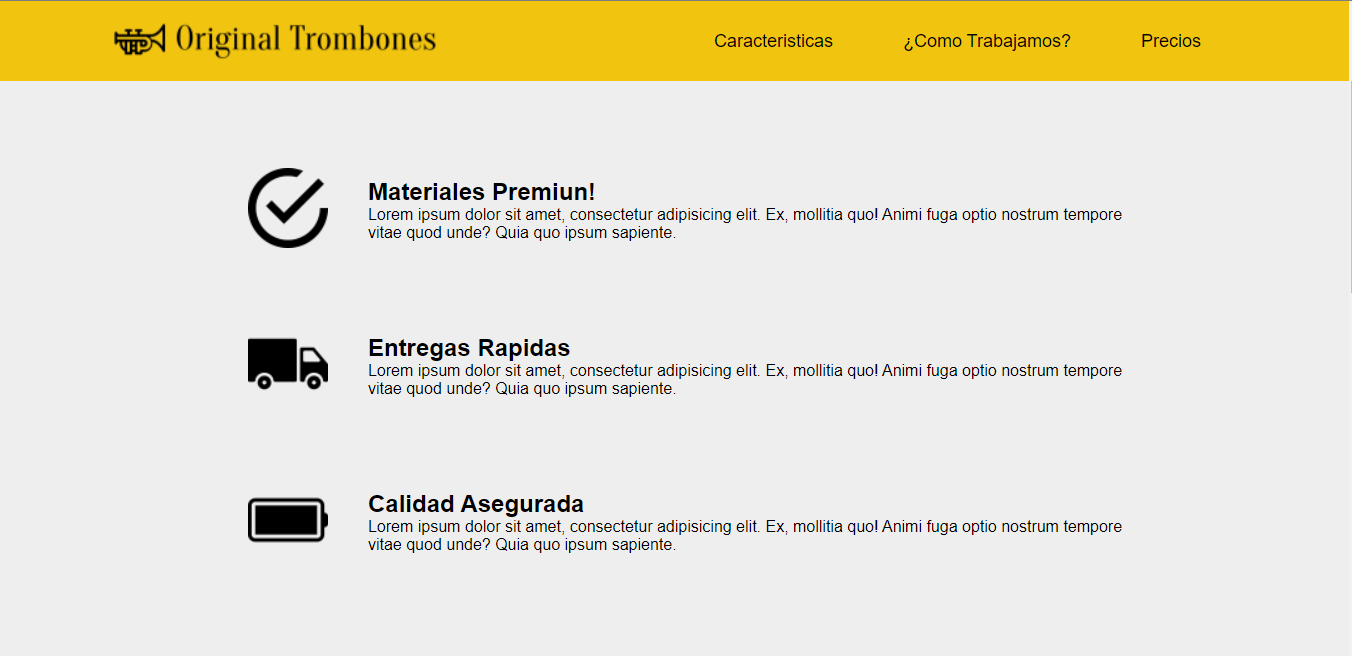 Original Trombones
Caracteristicas
¿Como Trabajamos?
Precios
Materiales Premiun!
Lorem ipsum dolor sit amet, consectetur adipisicing elit. Ex, mollitia quo! Animi fuga optio nostrum tempore
vitae quod unde? Quia quo ipsum sapiente.
Entregas Rapidas
Lorem ipsum dolor sit amet, consectetur adipisicing elit. Ex, mollitia quo! Animi fuga optio nostrum tempore
vitae quod unde? Quia quo ipsum sapiente.
Calidad Asegurada
Lorem ipsum dolor sit amet, consectetur adipisicing elit. Ex, mollitia quo! Animi fuga optio nostrum tempore
vitae quod unde? Quia quo ipsum sapiente.